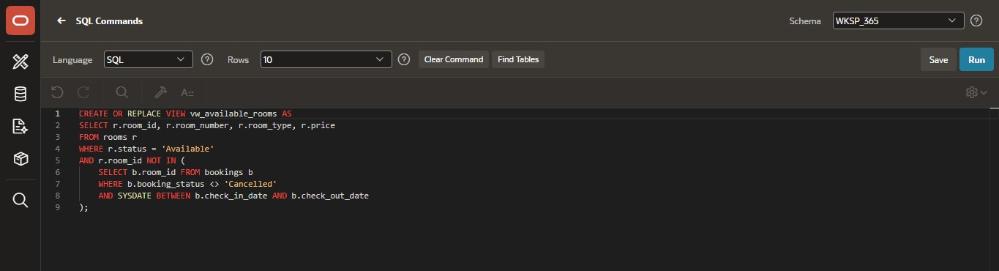 SQL Commands
Schema WKSP_365
Language SQL Rows 10 Clear Command Find Tables Save Run
1 CREATE OR REPLACE VIEW vw_available_rooms AS
2 SELECT r.room_id, r.room_number, r.room_type, r.price
3 FROM rooms r
4 WHERE r.status = 'Available'
5 AND r.room_id NOT IN (
6     SELECT b.room_id FROM bookings b
7     WHERE b.booking_status <> 'Cancelled'
8     AND SYSDATE BETWEEN b.check_in_date AND b.check_out_date
9 );